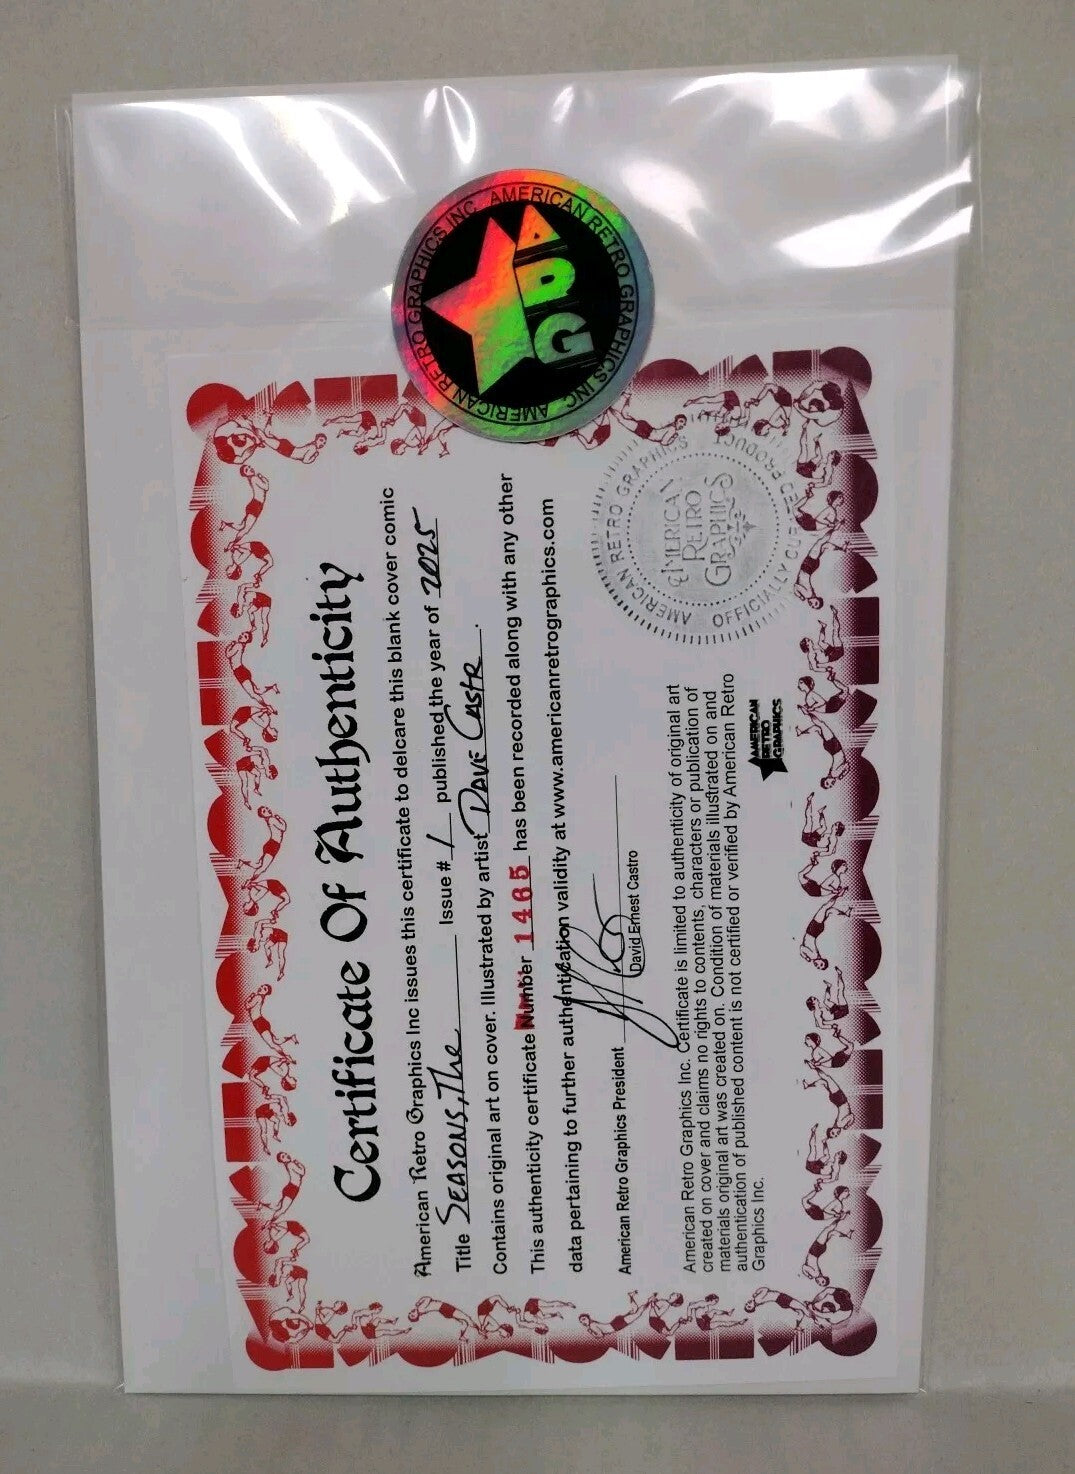 AMERICAN RETRO GRAPHICS INC. AMERICAN RETRO GRAPHICS INC.
ARG
Certificate Of Authenticity
American Retro Graphics Inc issues this certificate to delcare this blank cover comic
Title Seasons, The Issue # 1 published the year of 2025
Contains original art on cover. Illustrated by artist Dave Castr.
This authenticity certificate Number 1465 has been recorded along with any other
data pertaining to further authentication validity at www.americanretrographics.com
American Retro Graphics President
David Ernest Castro
American Retro Graphics Inc. Certificate is limited to authenticity of original art
created on cover and claims no rights to contents, characters or publication of
materials original art was created on. Condition of materials illustrated on and
authentication of published content is not certified or verified by American Retro
Graphics Inc.
AMERICAN
RETRO
GRAPHICS
AMERICAN RETRO GRAPHICS
OFFICIALLY CURATED PRODUCT
AMERICAN
RETRO
GRAPHICS